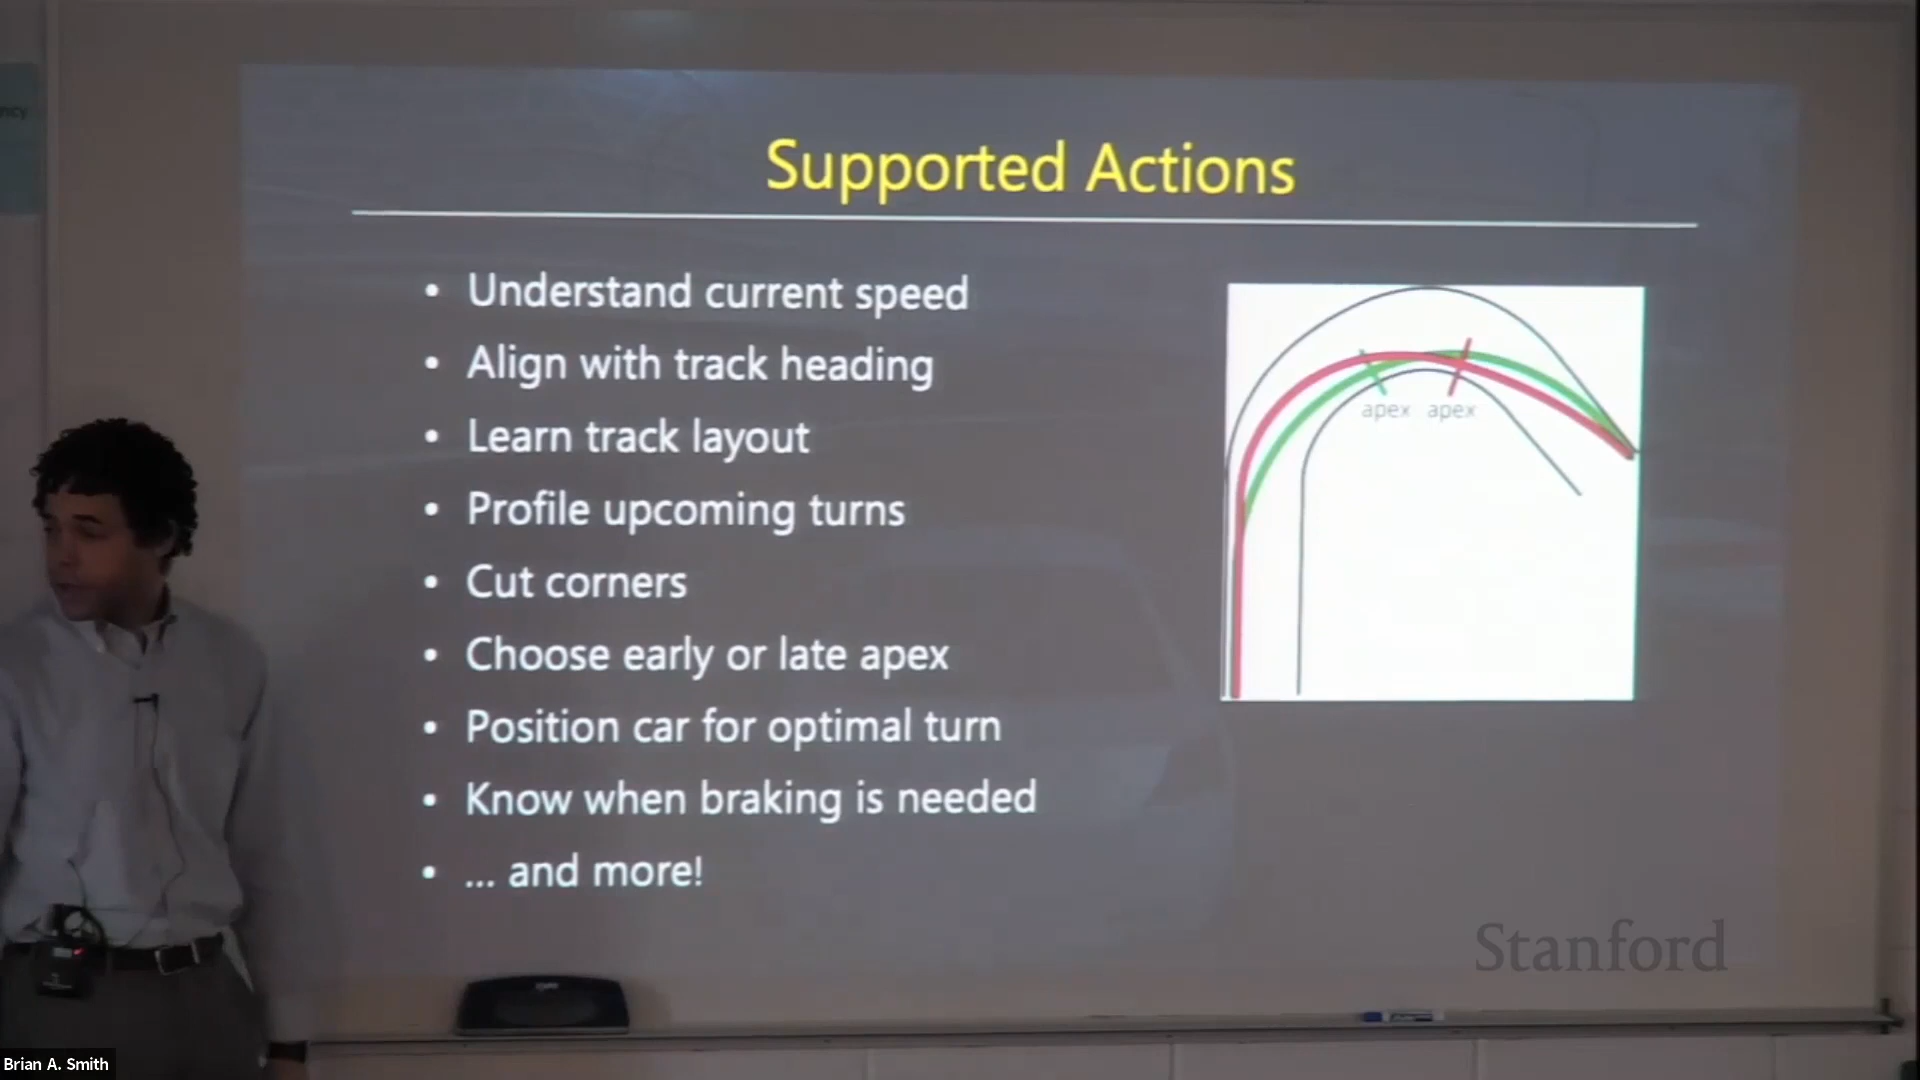 ncy
Supported Actions
• Understand current speed
• Align with track heading
• Learn track layout
• Profile upcoming turns
• Cut corners
• Choose early or late apex
• Position car for optimal turn
• Know when braking is needed
• ... and more!
apex apex
Stanford
Brian A. Smith